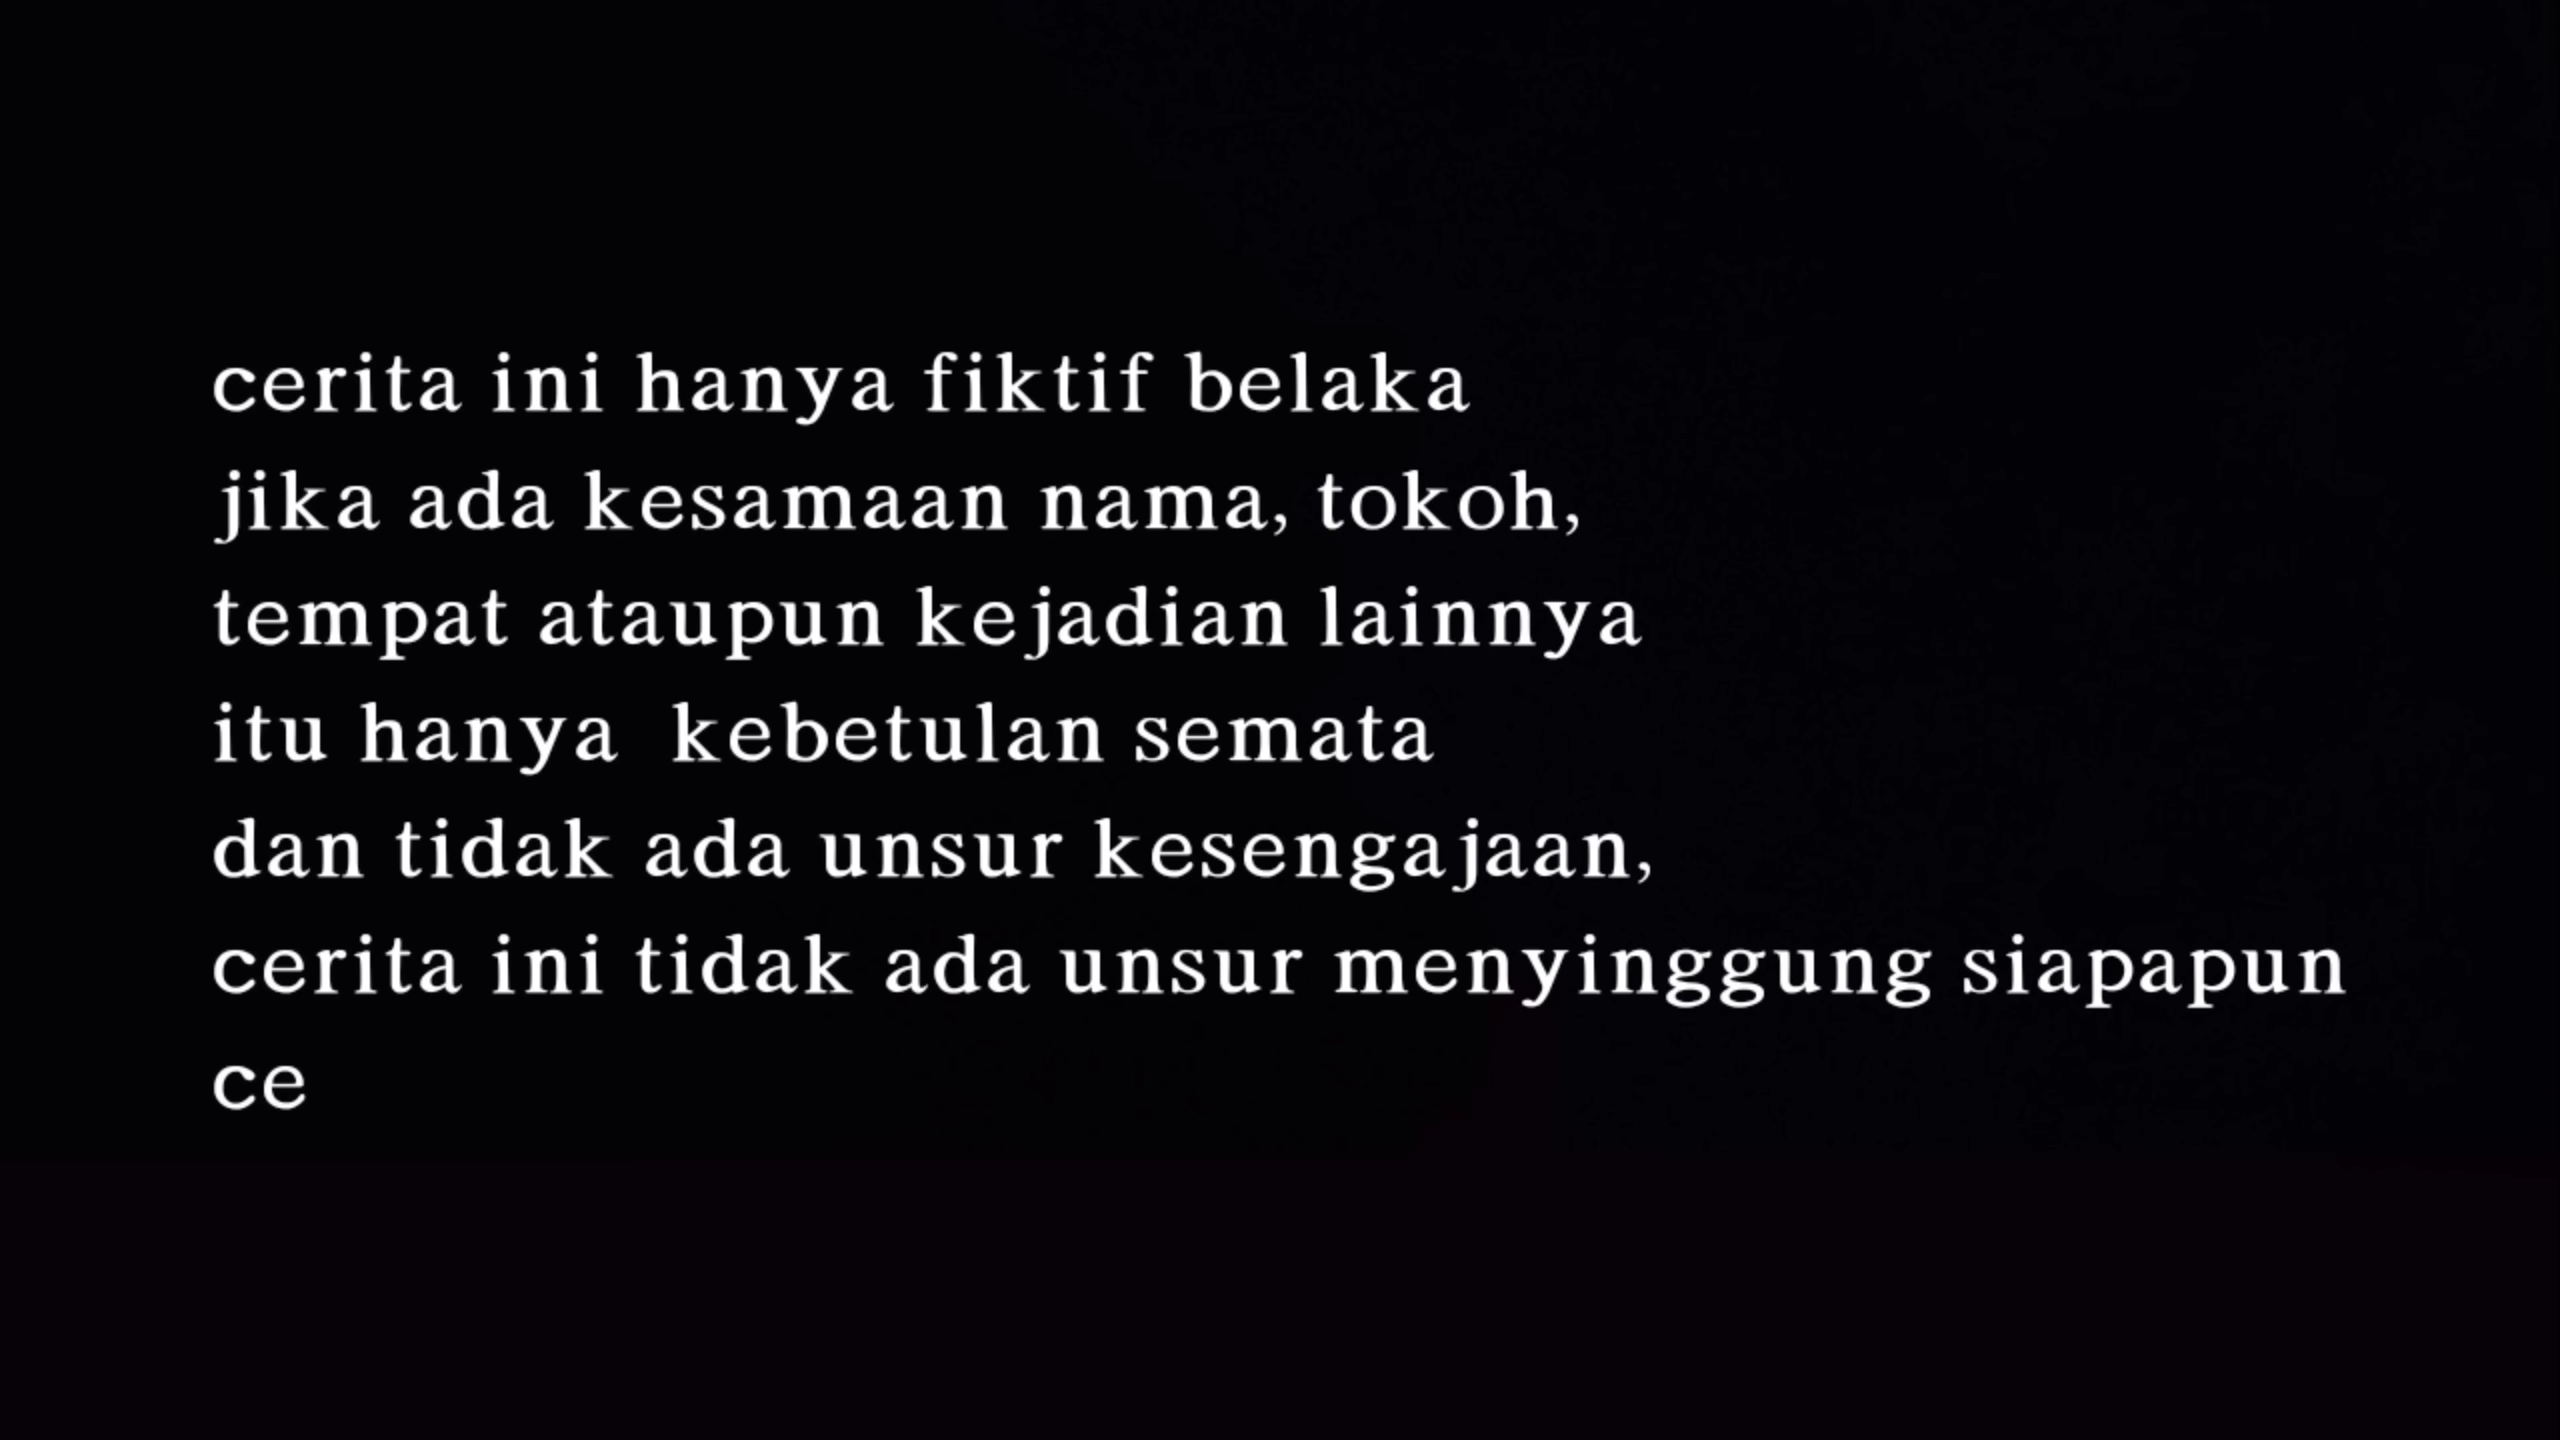 cerita ini hanya fiktif belaka
jika ada kesamaan nama, tokoh,
tempat ataupun kejadian lainnya
itu hanya  kebetulan semata
dan tidak ada unsur kesengajaan,
cerita ini tidak ada unsur menyinggung siapapun
ce